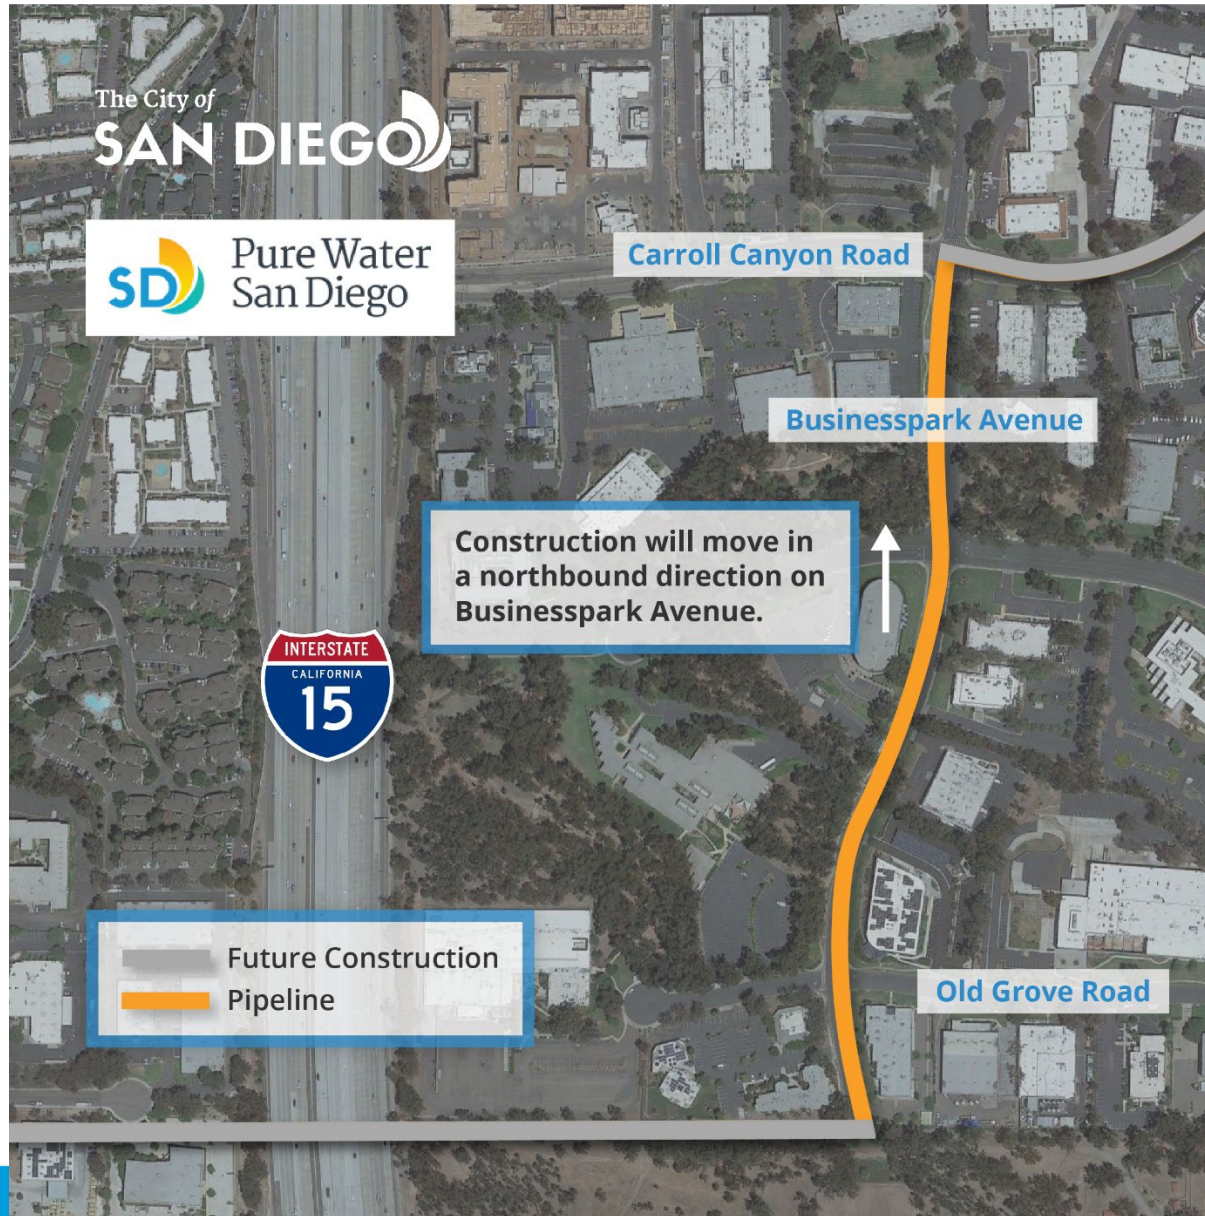 The City of
SAN DIEGO
SD
Pure Water
San Diego
Carroll Canyon Road
Businesspark Avenue
Construction will move in
a northbound direction on
Businesspark Avenue.
INTERSTATE
CALIFORNIA
15
Future Construction
Pipeline
Old Grove Road